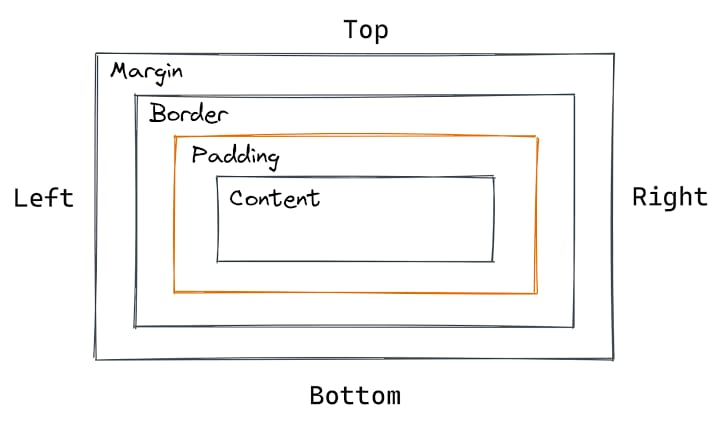 Top
Margin
Border
Padding
Left
Content
Right
Bottom